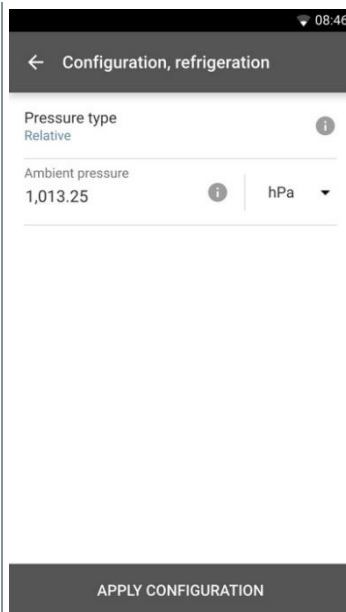 08:46
Configuration, refrigeration
Pressure type
Relative
Ambient pressure
1,013.25
hPa
APPLY CONFIGURATION